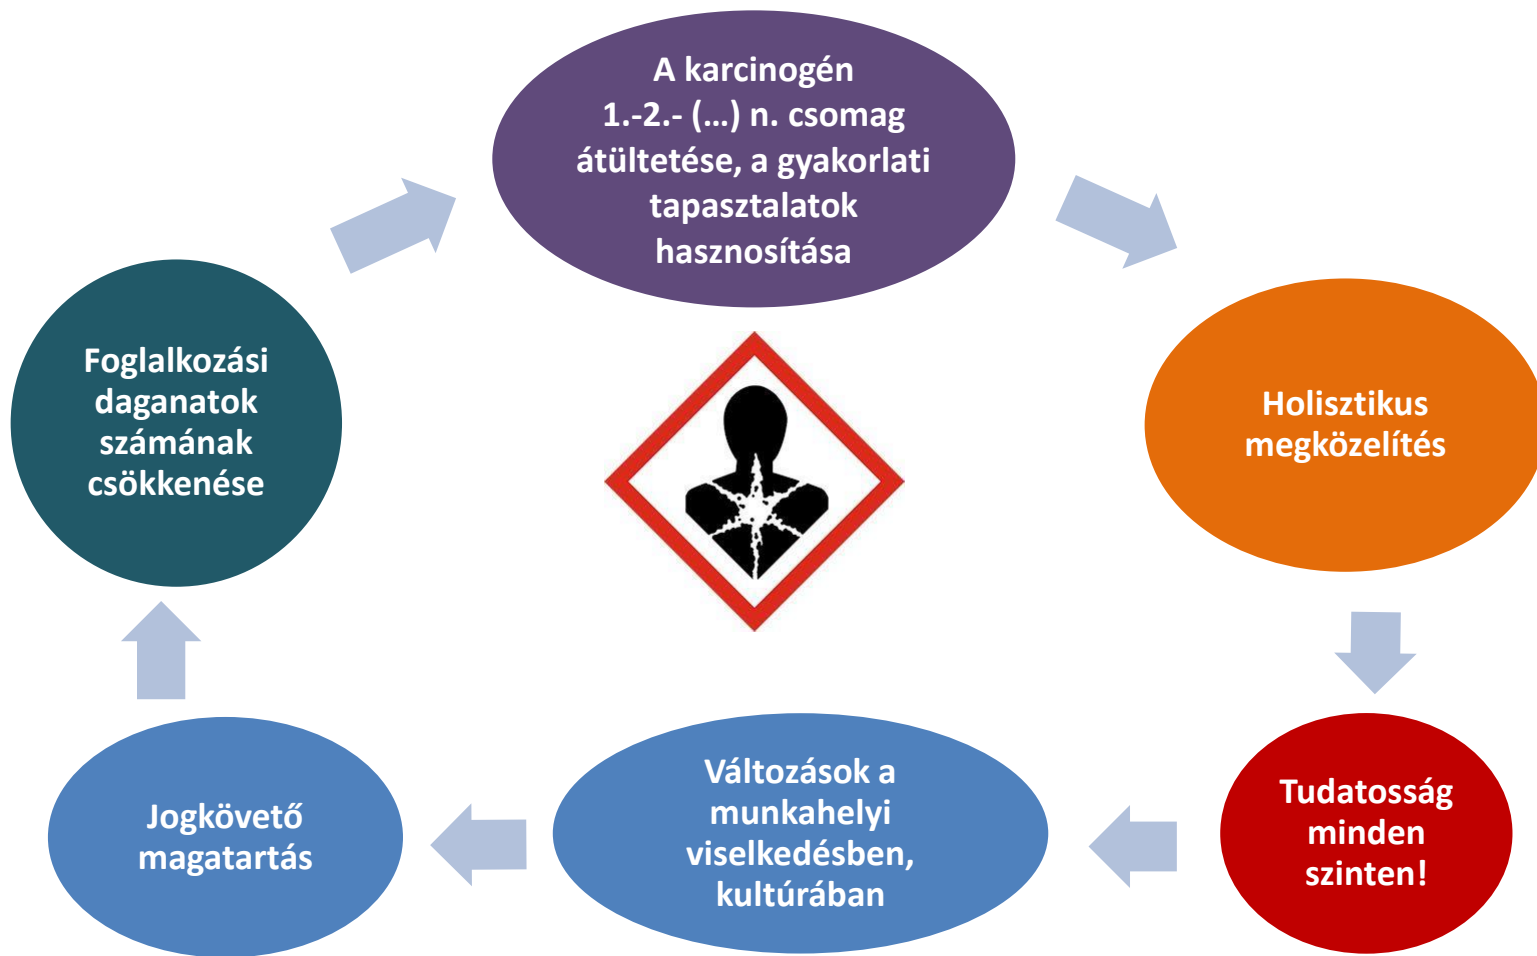 A karcinogén
1.-2.- (…) n. csomag
átültetése, a gyakorlati
tapasztalatok
hasznosítása
Holisztikus
megközelítés
Tudatosság
minden
szinten!
Változások a
munkahelyi
viselkedésben,
kultúrában
Jogkövető
magatartás
Foglalkozási
daganatok
számának
csökkenése